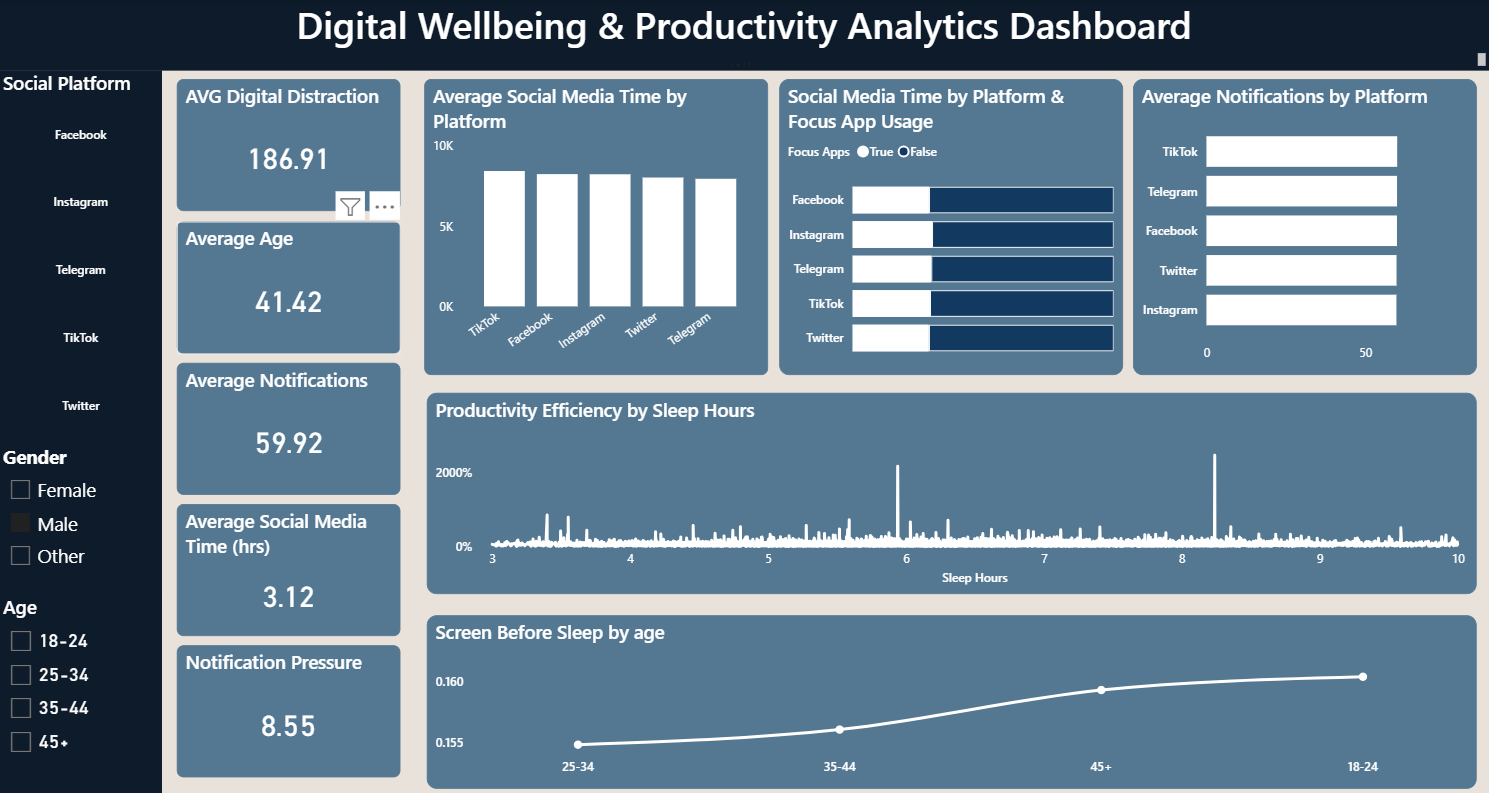 Digital Wellbeing & Productivity Analytics Dashboard
Social Platform
Facebook
Instagram
Telegram
TikTok
Twitter
Gender
Female
Male
Other
Age
18-24
25-34
35-44
45+
AVG Digital Distraction
186.91
Average Age
41.42
Average Notifications
59.92
Average Social Media
Time (hrs)
3.12
Notification Pressure
8.55
Average Social Media Time by
Platform
10K
5K
0K
TikTok
Facebook
Instagram
Twitter
Telegram
Social Media Time by Platform &
Focus App Usage
Focus Apps True False
Facebook
Instagram
Telegram
TikTok
Twitter
Average Notifications by Platform
TikTok
Telegram
Facebook
Twitter
Instagram
0 50
Productivity Efficiency by Sleep Hours
2000%
0%
3 4 5 6 7 8 9 10
Sleep Hours
Screen Before Sleep by age
0.160
0.155
25-34 35-44 45+ 18-24